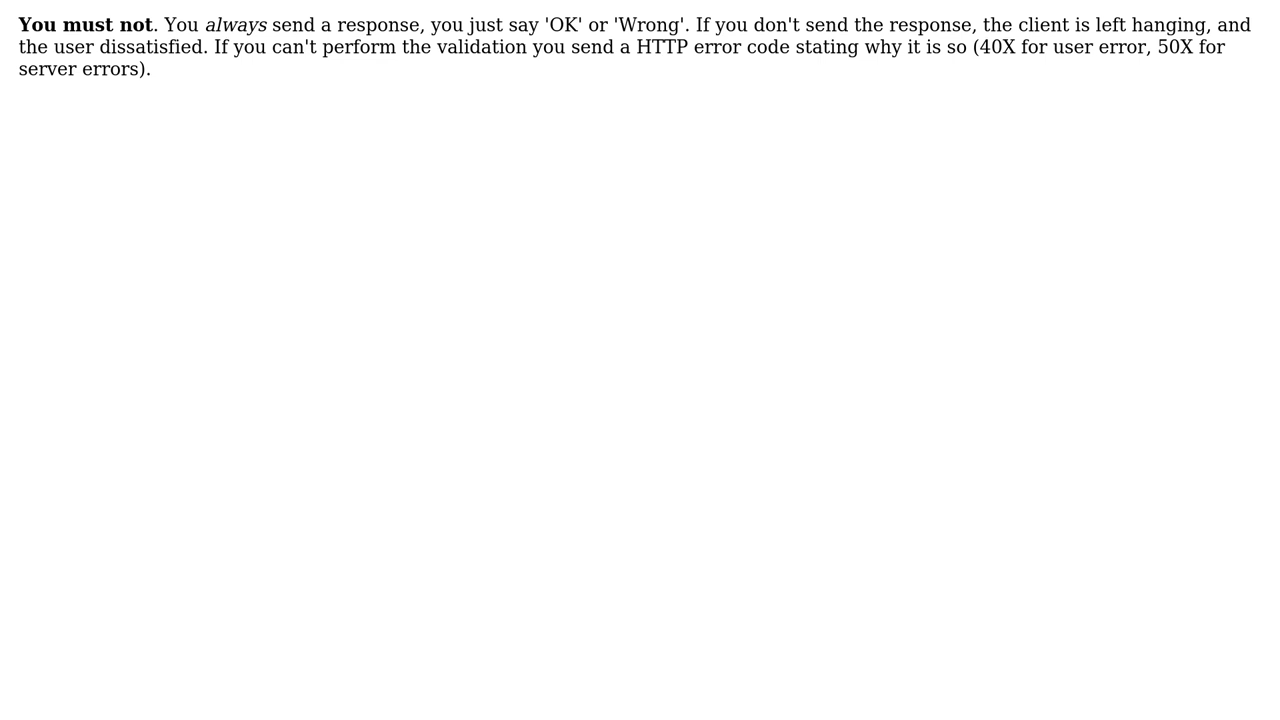 You must not. You always send a response, you just say 'OK' or 'Wrong'. If you don't send the response, the client is left hanging, and
the user dissatisfied. If you can't perform the validation you send a HTTP error code stating why it is so (40X for user error, 50X for
server errors).